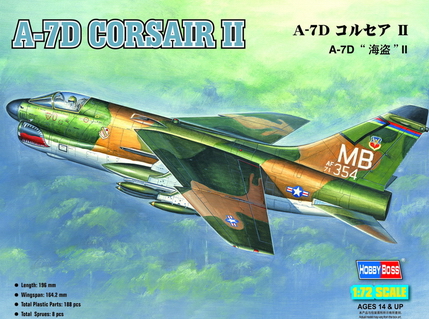 A-7D CORSAIR II
A-7D コルセア II
A-7D “海盗” II
MB
AF
71 354
Length: 196 mm
Wingspan: 164.2 mm
Total Plastic Parts: 188 pcs
Total Sprues: 8 pcs
HOBBY BOSS
1:72 SCALE
AGES 14 & UP